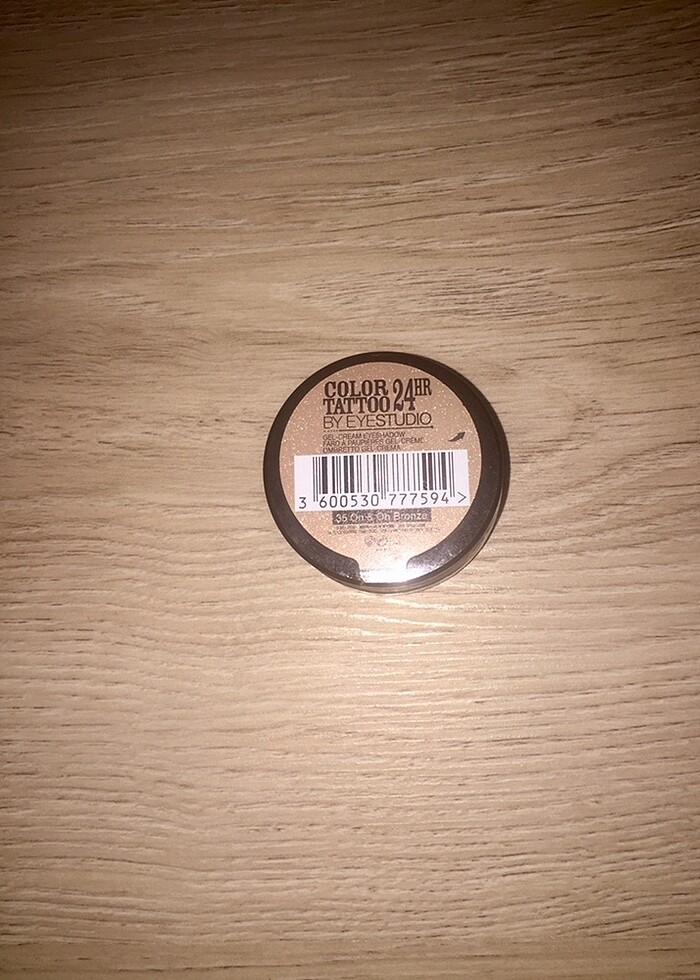 COLOR 24HR
TATTOO
BY EYESTUDIO
GEL-CREAM EYESHADOW
FARD À PAUPIÈRES GEL-CRÈME
OMBRETTO GEL-CREMA
3 600530 777594 >
35 On & On Bronze